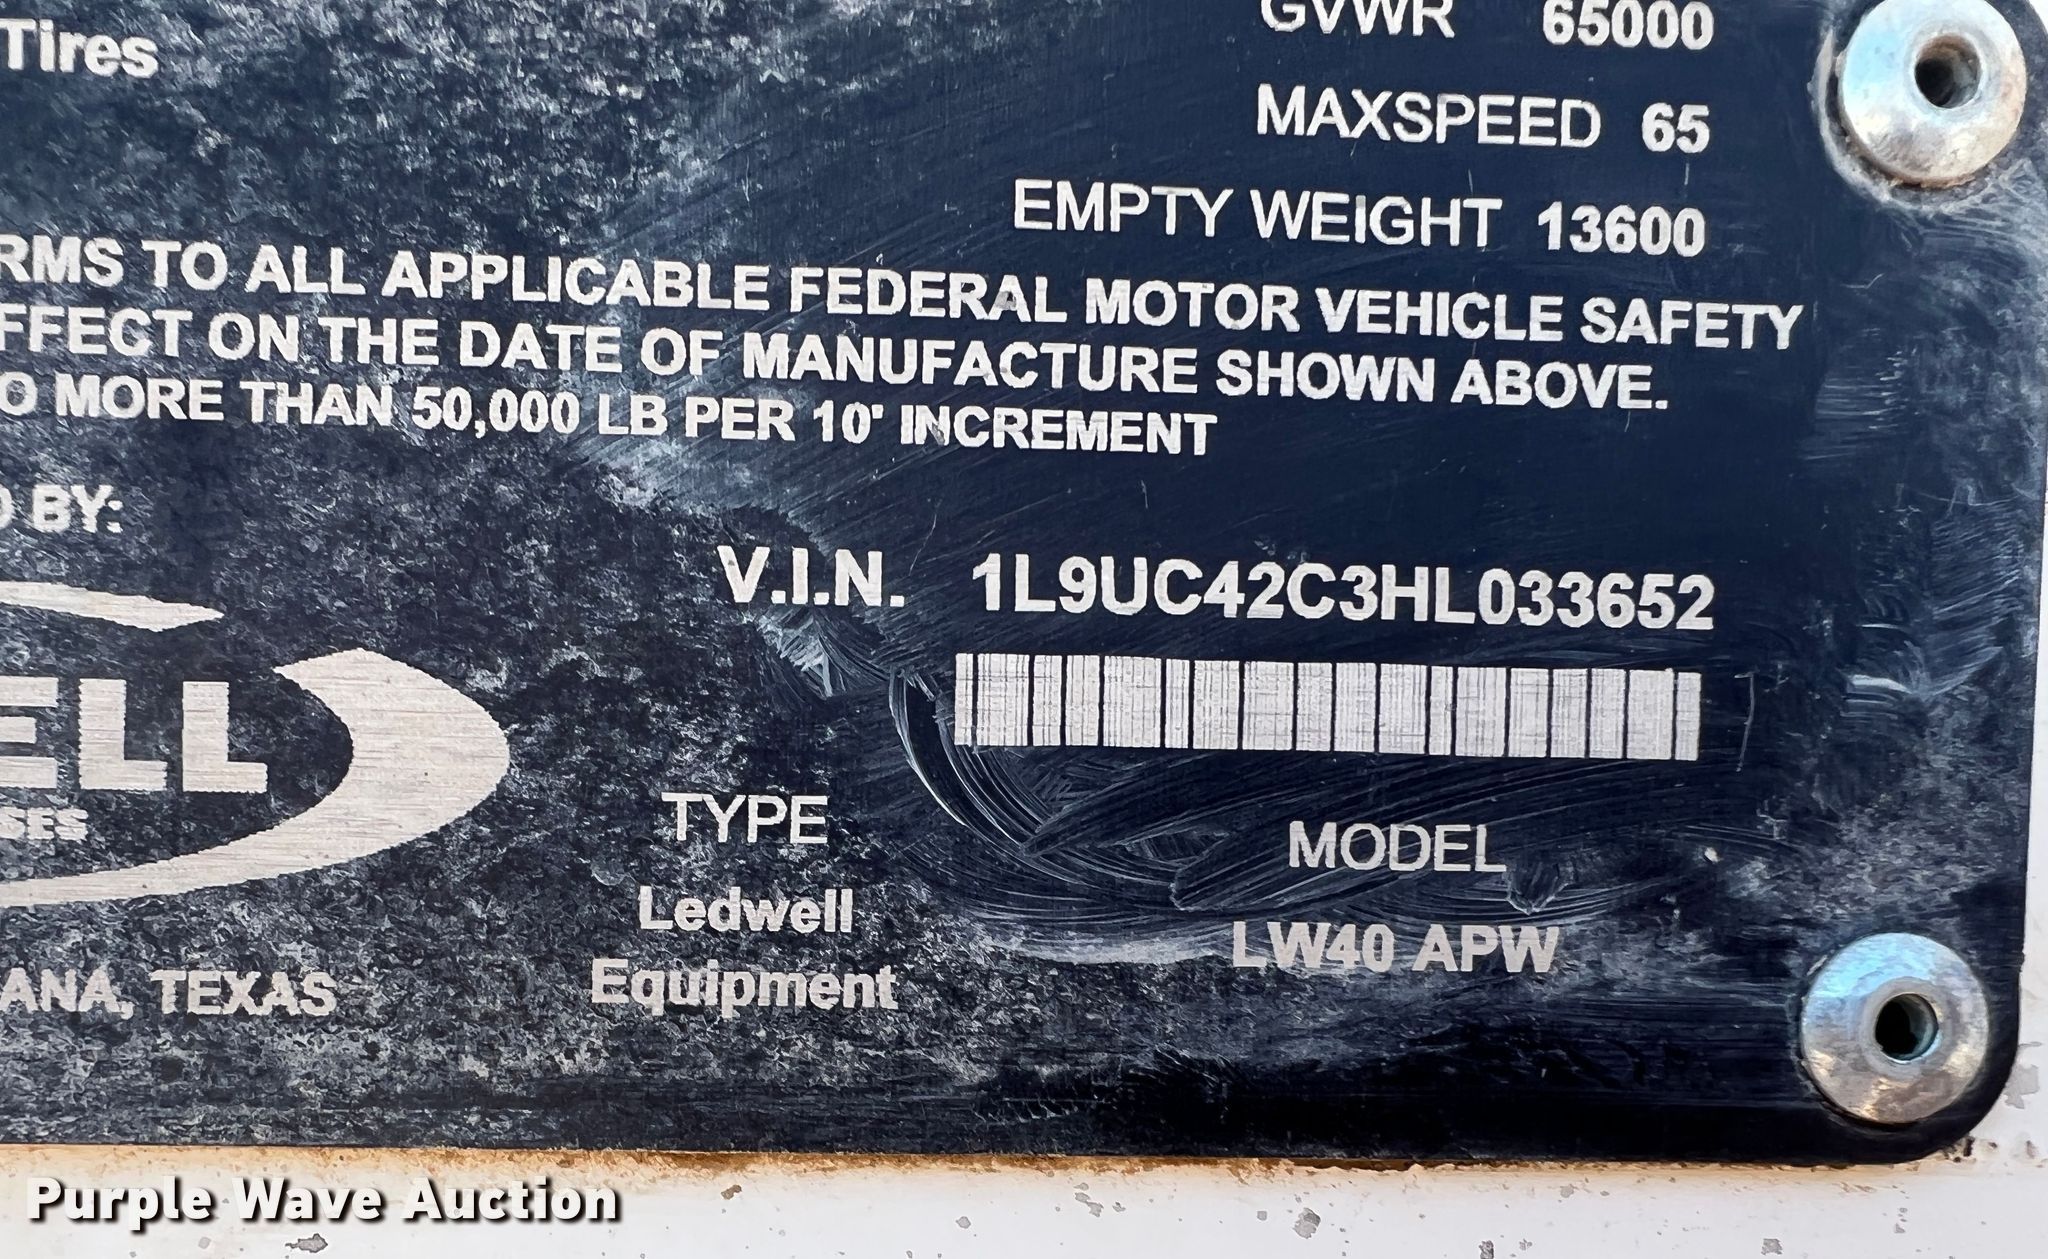 Tires
GVWR 65000
MAXSPEED 65
EMPTY WEIGHT 13600
RMS TO ALL APPLICABLE FEDERAL MOTOR VEHICLE SAFETY
FFECT ON THE DATE OF MANUFACTURE SHOWN ABOVE.
O MORE THAN 50,000 LB PER 10' INCREMENT
D BY:
V.I.N. 1L9UC42C3HL033652
ELL
SES
TYPE
MODEL
Ledwell
Equipment
LW40 APW
ANA, TEXAS
Purple Wave Auction